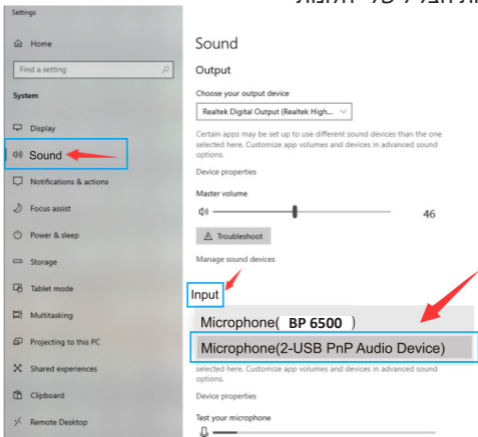 Settings
Home
Find a setting
System
Display
Sound
Notifications & actions
Focus assist
Power & sleep
Storage
Tablet mode
Multitasking
Projecting to this PC
Shared experiences
Clipboard
Remote Desktop
Sound
Output
Choose your output device
Realtek Digital Output (Realtek High...
Certain apps may be set up to use different sound devices than the one
selected here. Customize app volumes and devices in advanced sound
options.
Device properties
Master volume
46
Troubleshoot
Manage sound devices
Input
Microphone( BP 6500 )
Microphone(2-USB PnP Audio Device)
selected here. Customize app volumes and devices in advanced sound
options.
Device properties
Test your microphone